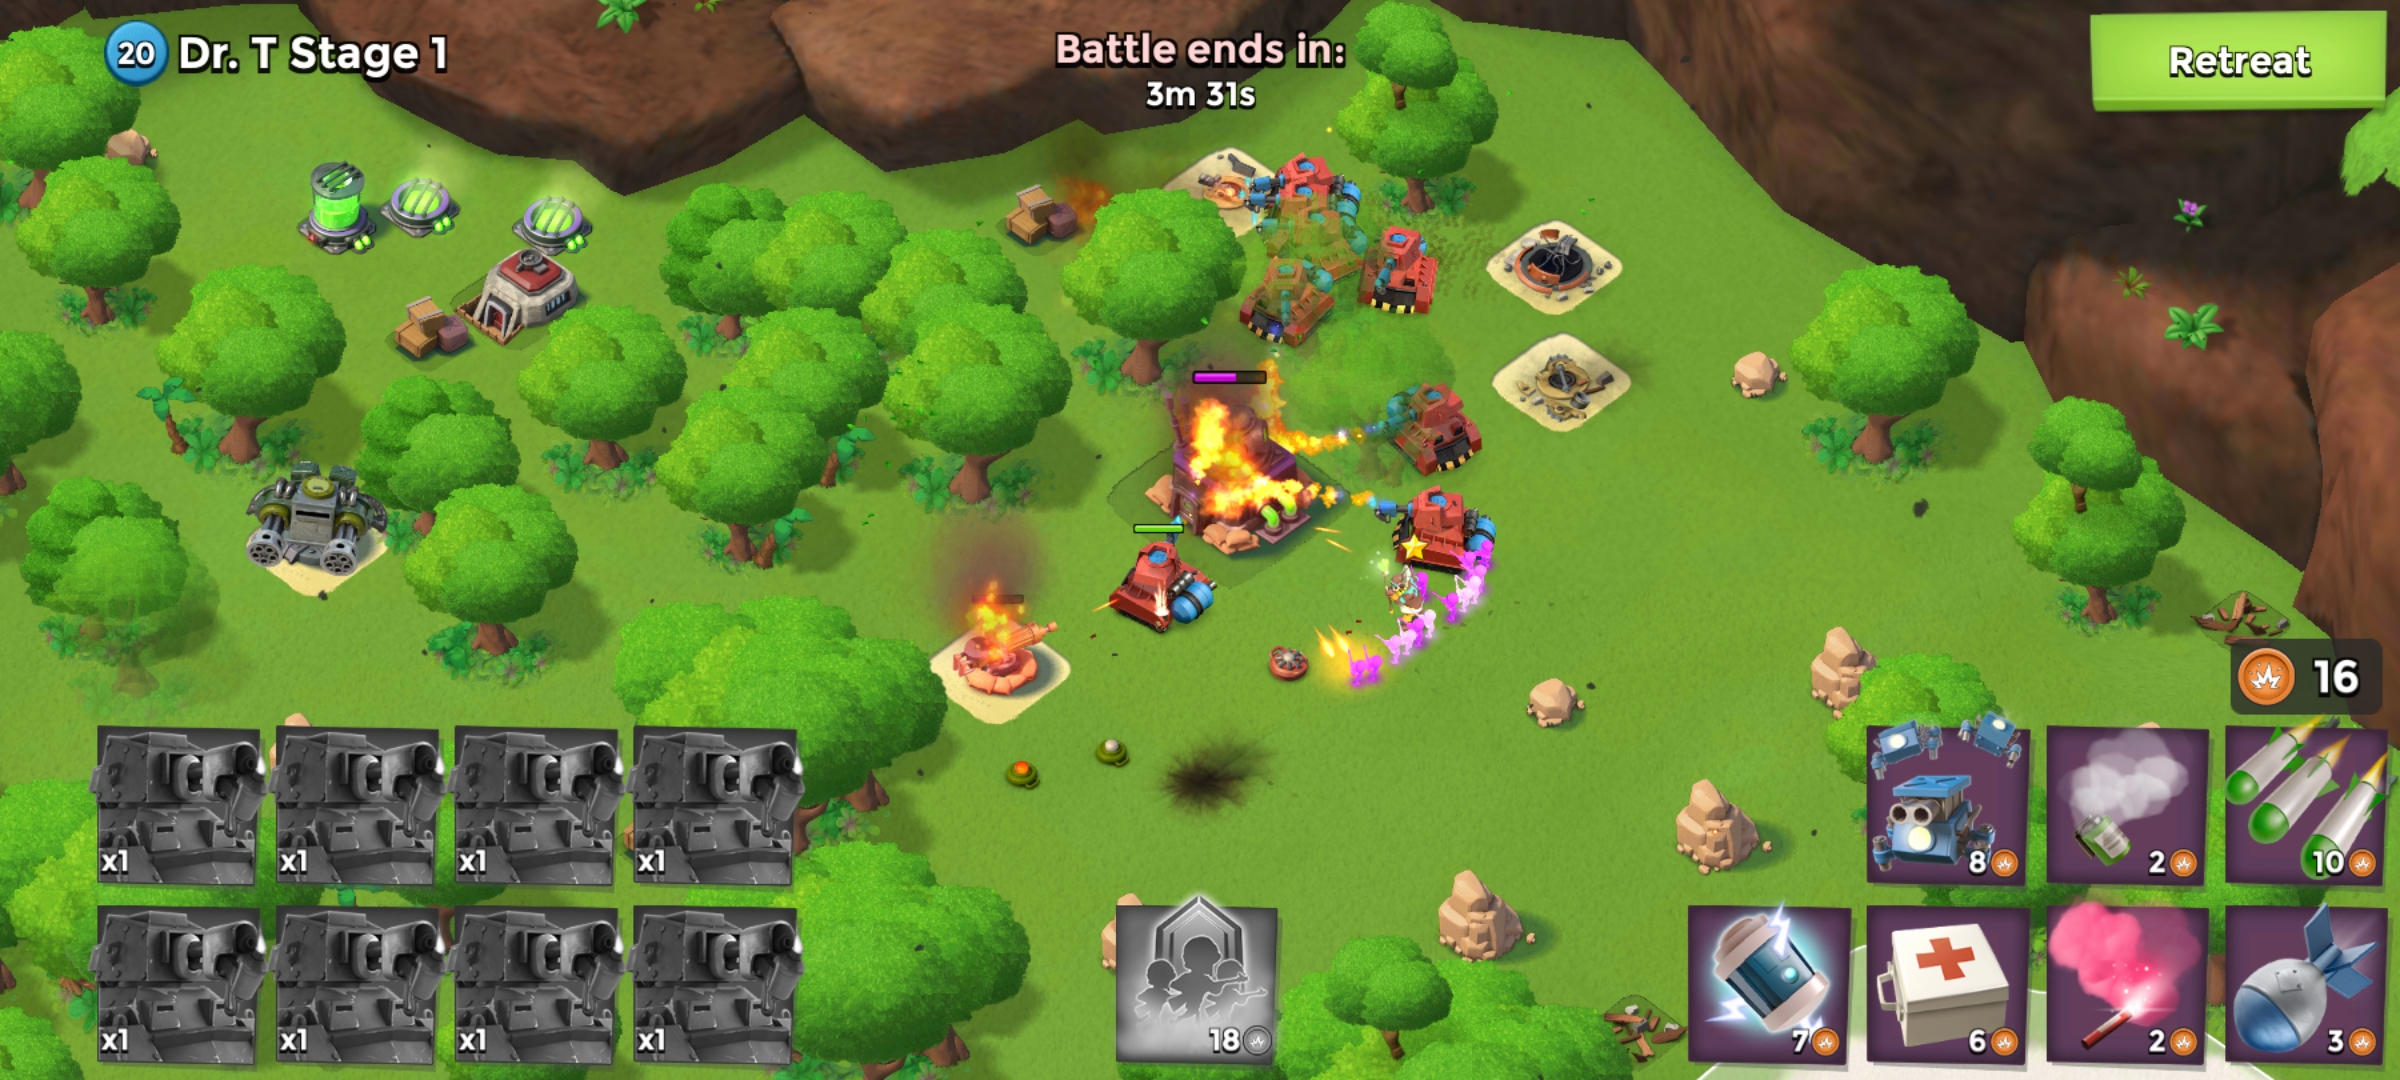 20 Dr. T Stage 1
Battle ends in:
3m 31s
Retreat
16
x1 x1 x1 x1
8 2 10
x1 x1 x1 x1
18
7 6 2 3